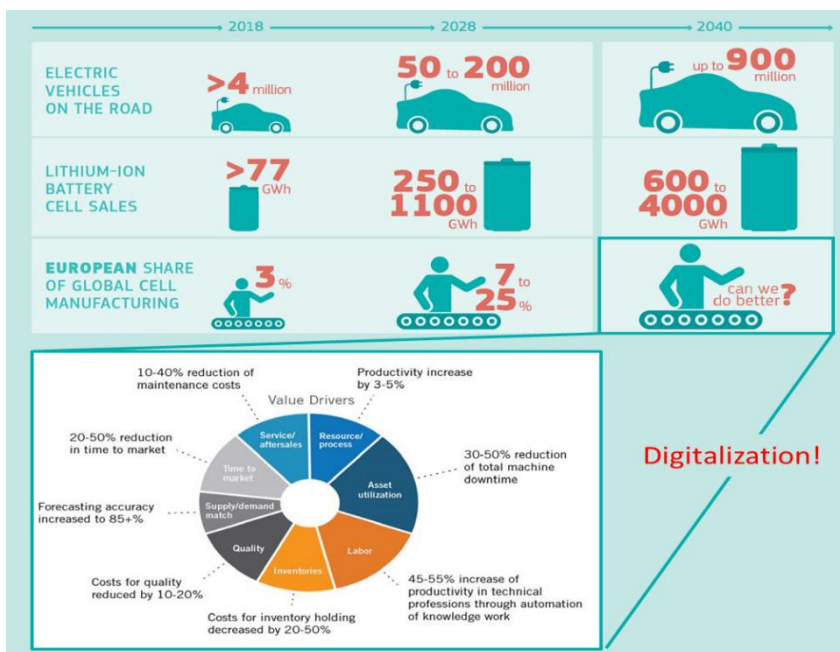 2018 2028 2040
ELECTRIC
VEHICLES
ON THE ROAD
>4 million
50 to 200
million
up to 900
million
LITHIUM-ION
BATTERY
CELL SALES
>77
GWh
250 to
1100
GWh
600 to
4000
GWh
EUROPEAN SHARE
OF GLOBAL CELL
MANUFACTURING
3 %
7 to
25 %
can we
do better ?
10-40% reduction of
maintenance costs
Productivity increase
by 3-5%
Value Drivers
20-50% reduction
in time to market
Service/
aftersales
Resource/
process
30-50% reduction
of total machine
downtime
Time to
market
Asset
utilization
Forecasting accuracy
increased to 85+%
Supply/demand
match
Quality
Inventories
Labor
Costs for quality
reduced by 10-20%
Costs for inventory holding
decreased by 20-50%
45-55% increase of
productivity in technical
professions through automation
of knowledge work
Digitalization!